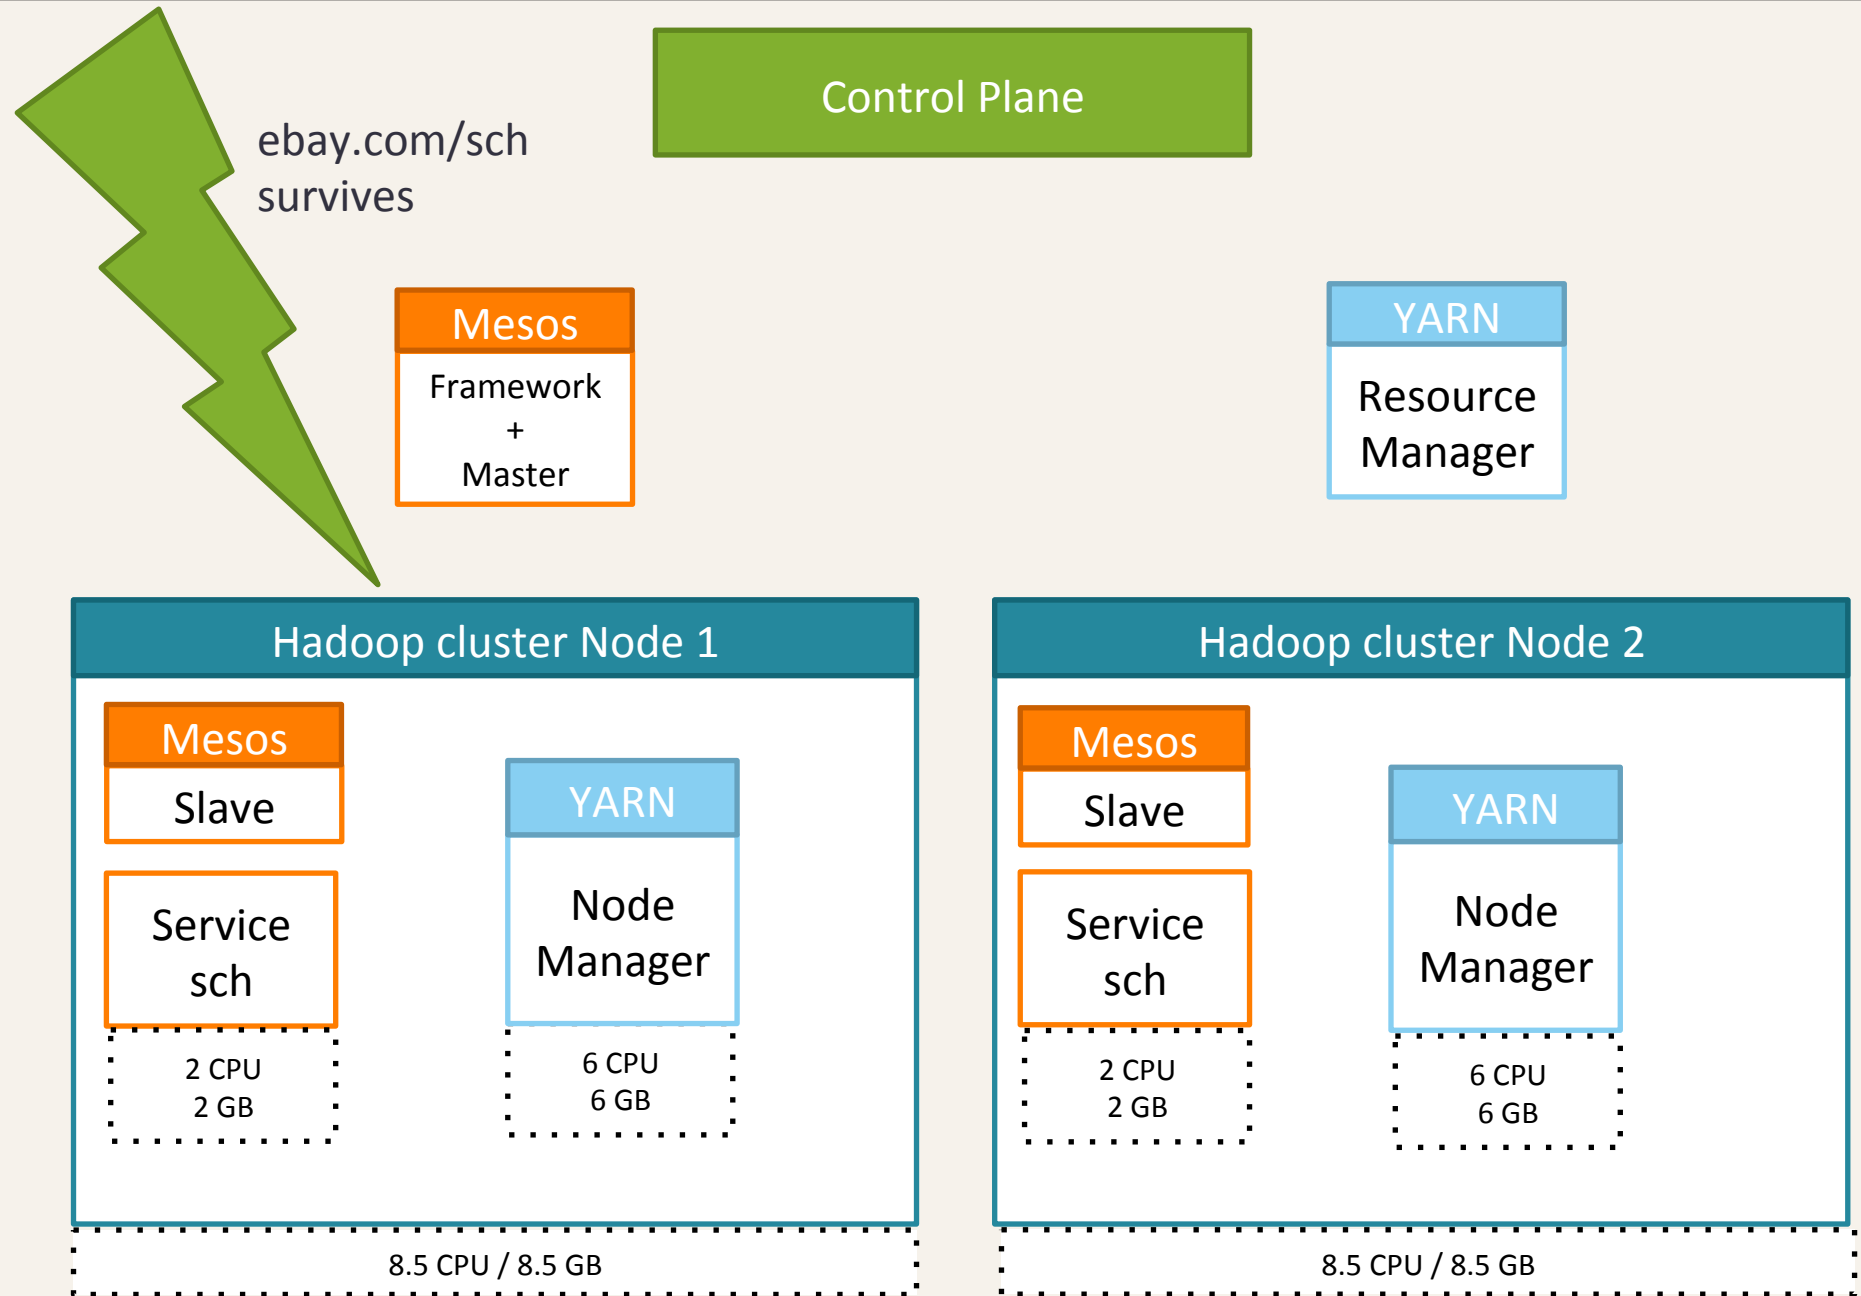 Control Plane
ebay.com/sch
survives
Mesos
Framework
+
Master
YARN
Resource
Manager
Hadoop cluster Node 1
Mesos
Slave
Service
sch
2 CPU
2 GB
YARN
Node
Manager
6 CPU
6 GB
8.5 CPU / 8.5 GB
Hadoop cluster Node 2
Mesos
Slave
Service
sch
2 CPU
2 GB
YARN
Node
Manager
6 CPU
6 GB
8.5 CPU / 8.5 GB